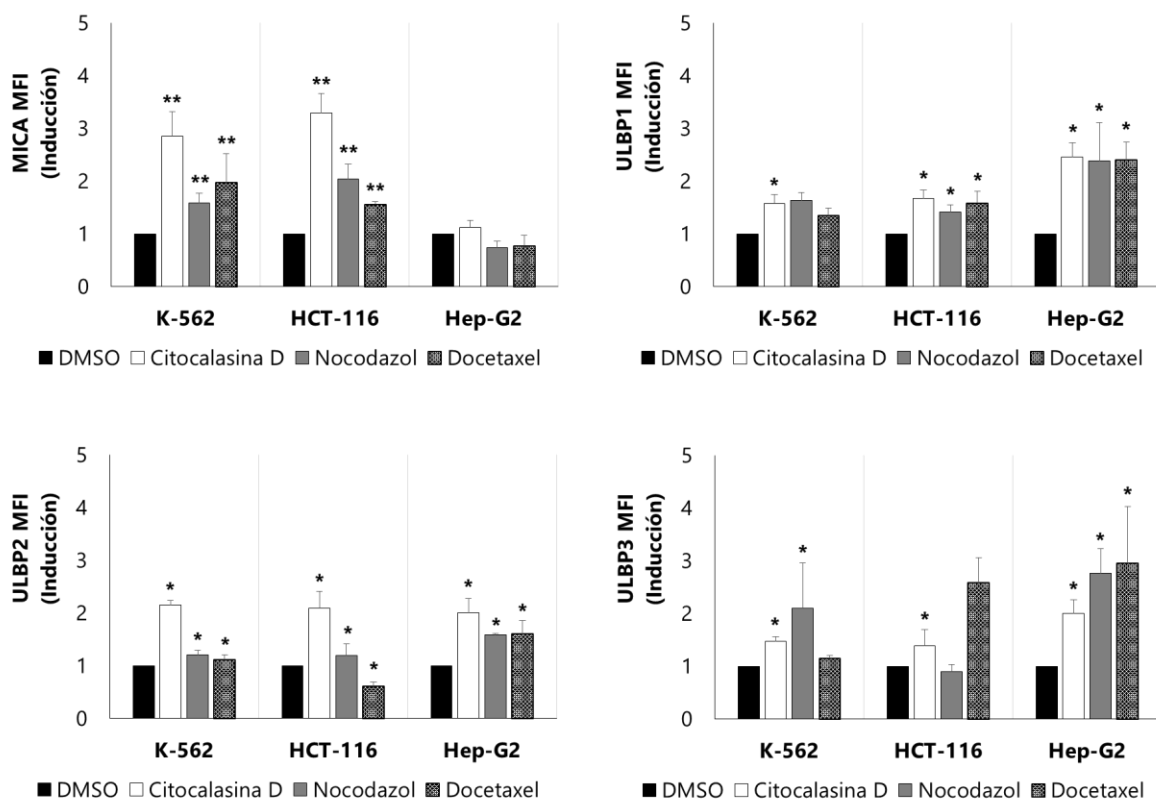 MICA MFI
(Inducción)
5
4
3
2
1
0
** ** ** ** ** **
K-562 HCT-116 Hep-G2
DMSO Citocalasina D Nocodazol Docetaxel
ULBP1 MFI
(Inducción)
5
4
3
2
1
0
* * * * * * *
K-562 HCT-116 Hep-G2
DMSO Citocalasina D Nocodazol Docetaxel
ULBP2 MFI
(Inducción)
5
4
3
2
1
0
* * * * * * * * *
K-562 HCT-116 Hep-G2
DMSO Citocalasina D Nocodazol Docetaxel
ULBP3 MFI
(Inducción)
5
4
3
2
1
0
* * * * * *
K-562 HCT-116 Hep-G2
DMSO Citocalasina D Nocodazol Docetaxel